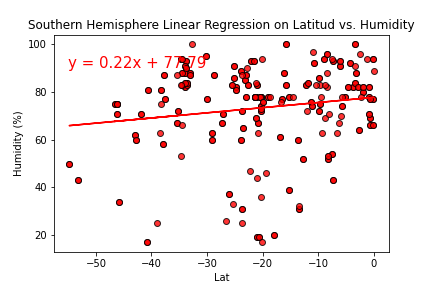 Southern Hemisphere Linear Regression on Latitud vs. Humidity
y = 0.22x + 77.79
Humidity (%)
100
80
60
40
20
−50
−40
−30
−20
−10
0
Lat